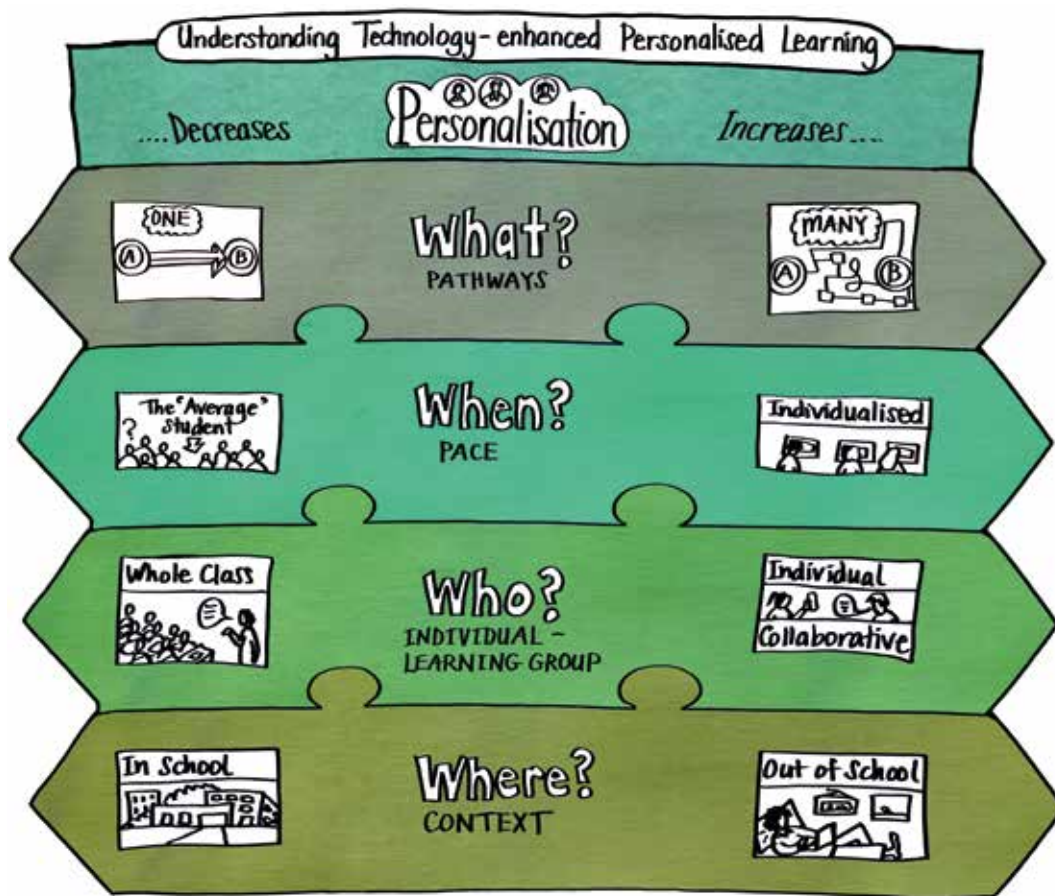 Understanding Technology-enhanced Personalised Learning
....Decreases
Personalisation
Increases....
ONE
A
B
What?
PATHWAYS
MANY
A
B
The "Average"
Student
?
When?
PACE
Individualised
Whole Class
Who?
INDIVIDUAL -
LEARNING GROUP
Individual
Collaborative
In School
Where?
CONTEXT
Out of School